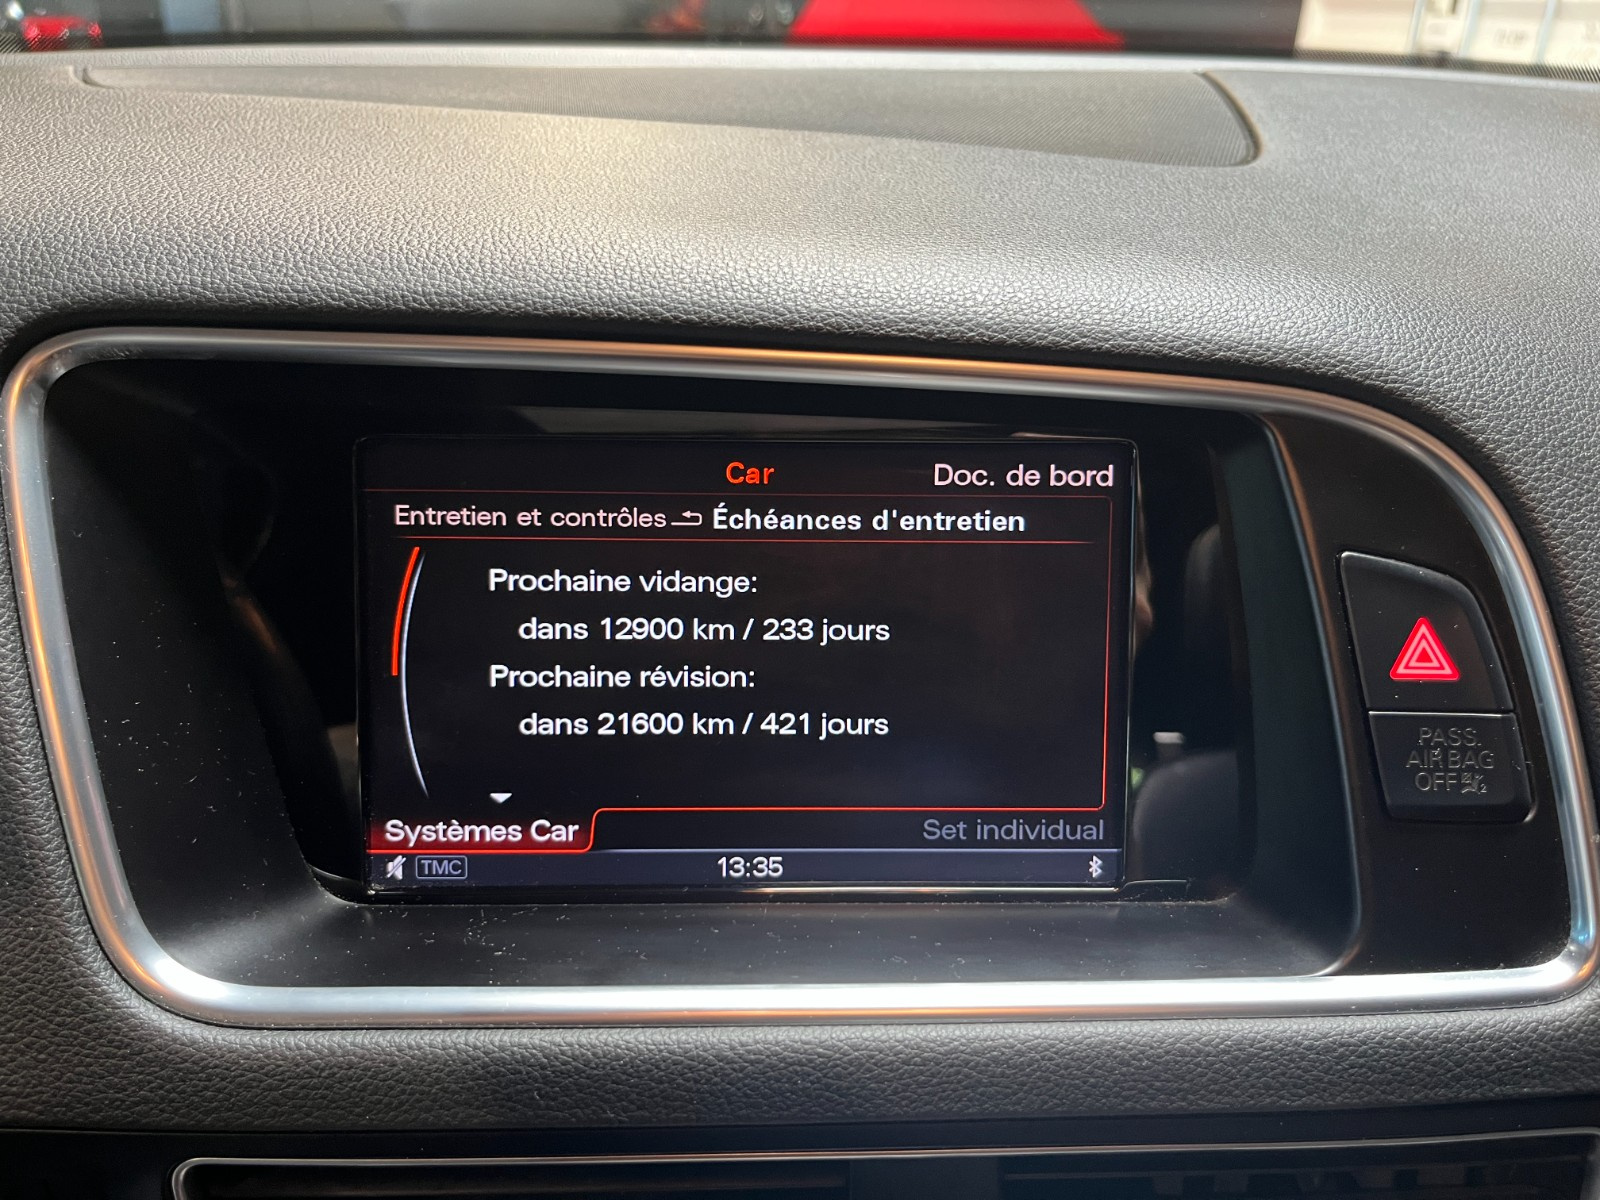 Car
Doc. de bord
Entretien et contrôles
Échéances d'entretien
Prochaine vidange:
dans 12900 km / 233 jours
Prochaine révision:
dans 21600 km / 421 jours
Systèmes Car
Set individual
TMC
13:35
PASS.
AIR BAG
OFF